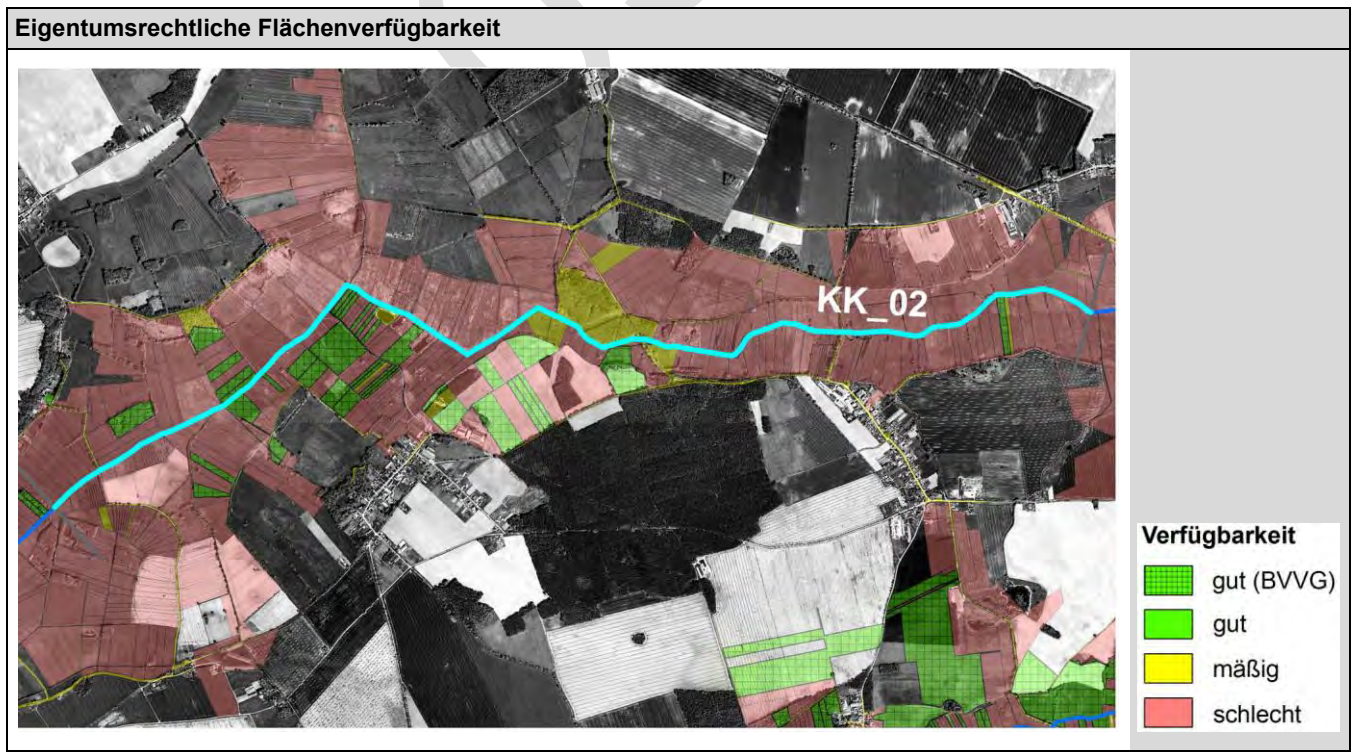 Eigentumsrechtliche Flächenverfügbarkeit
KK_02
Verfügbarkeit
gut (BVVG)
gut
mäßig
schlecht